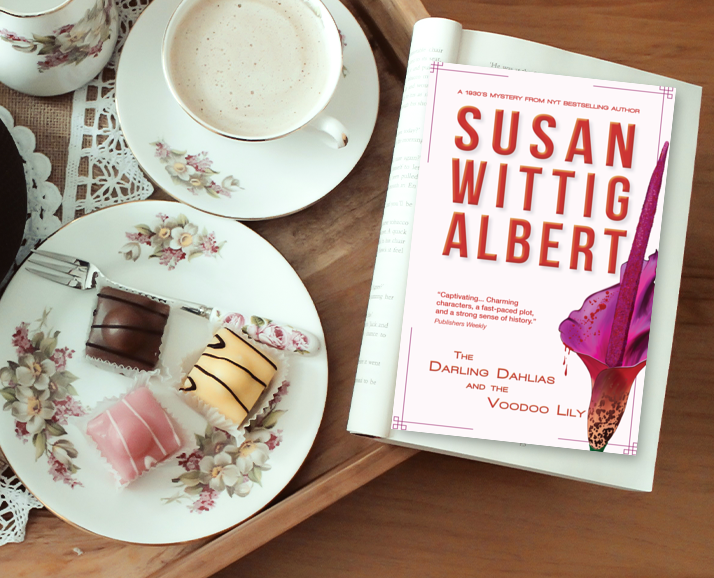 A 1930'S MYSTERY FROM NYT BESTSELLING AUTHOR
SUSAN
WITTIG
ALBERT
"Captivating... Charming
characters, a fast-paced plot,
and a strong sense of history."
Publishers Weekly
THE
DARLING DAHLIAS
AND THE
VOODOO LILY